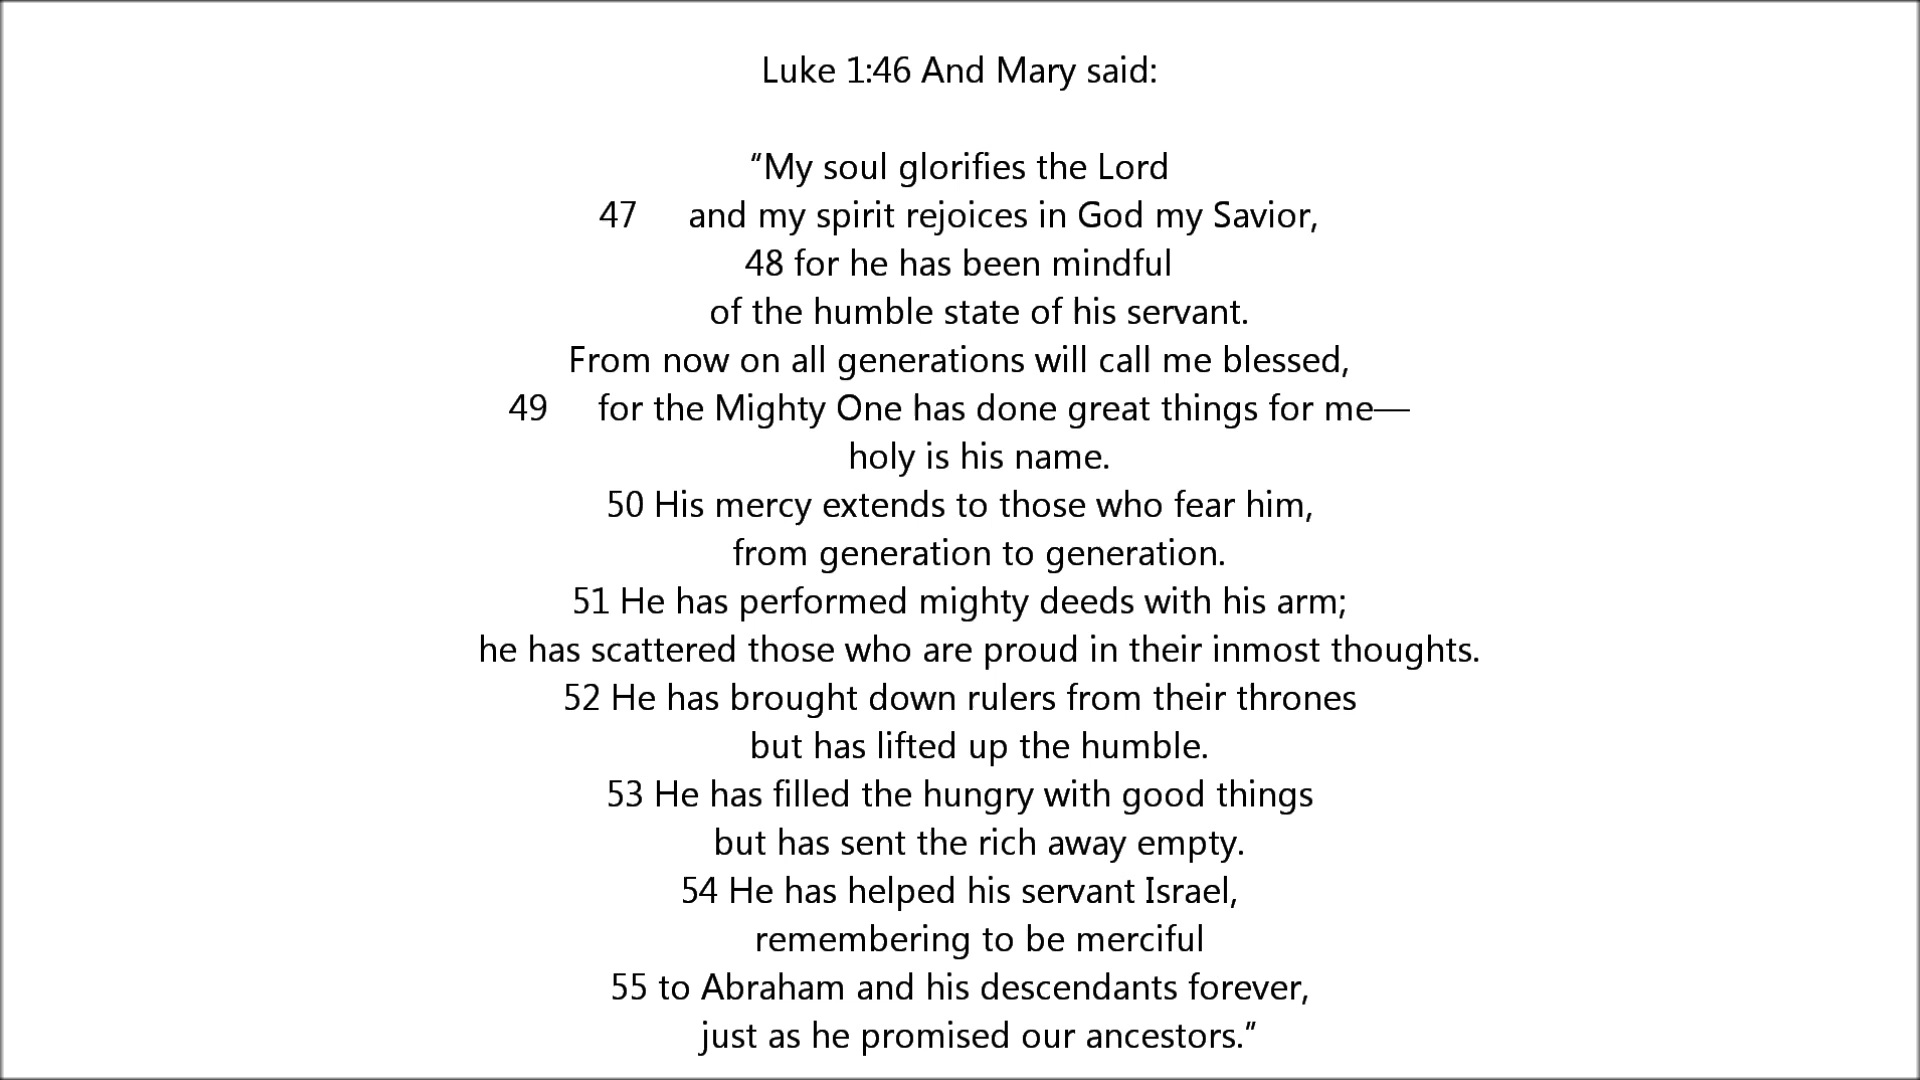 Luke 1:46 And Mary said:
“My soul glorifies the Lord
47 and my spirit rejoices in God my Savior,
48 for he has been mindful
of the humble state of his servant.
From now on all generations will call me blessed,
49 for the Mighty One has done great things for me—
holy is his name.
50 His mercy extends to those who fear him,
from generation to generation.
51 He has performed mighty deeds with his arm;
he has scattered those who are proud in their inmost thoughts.
52 He has brought down rulers from their thrones
but has lifted up the humble.
53 He has filled the hungry with good things
but has sent the rich away empty.
54 He has helped his servant Israel,
remembering to be merciful
55 to Abraham and his descendants forever,
just as he promised our ancestors.”